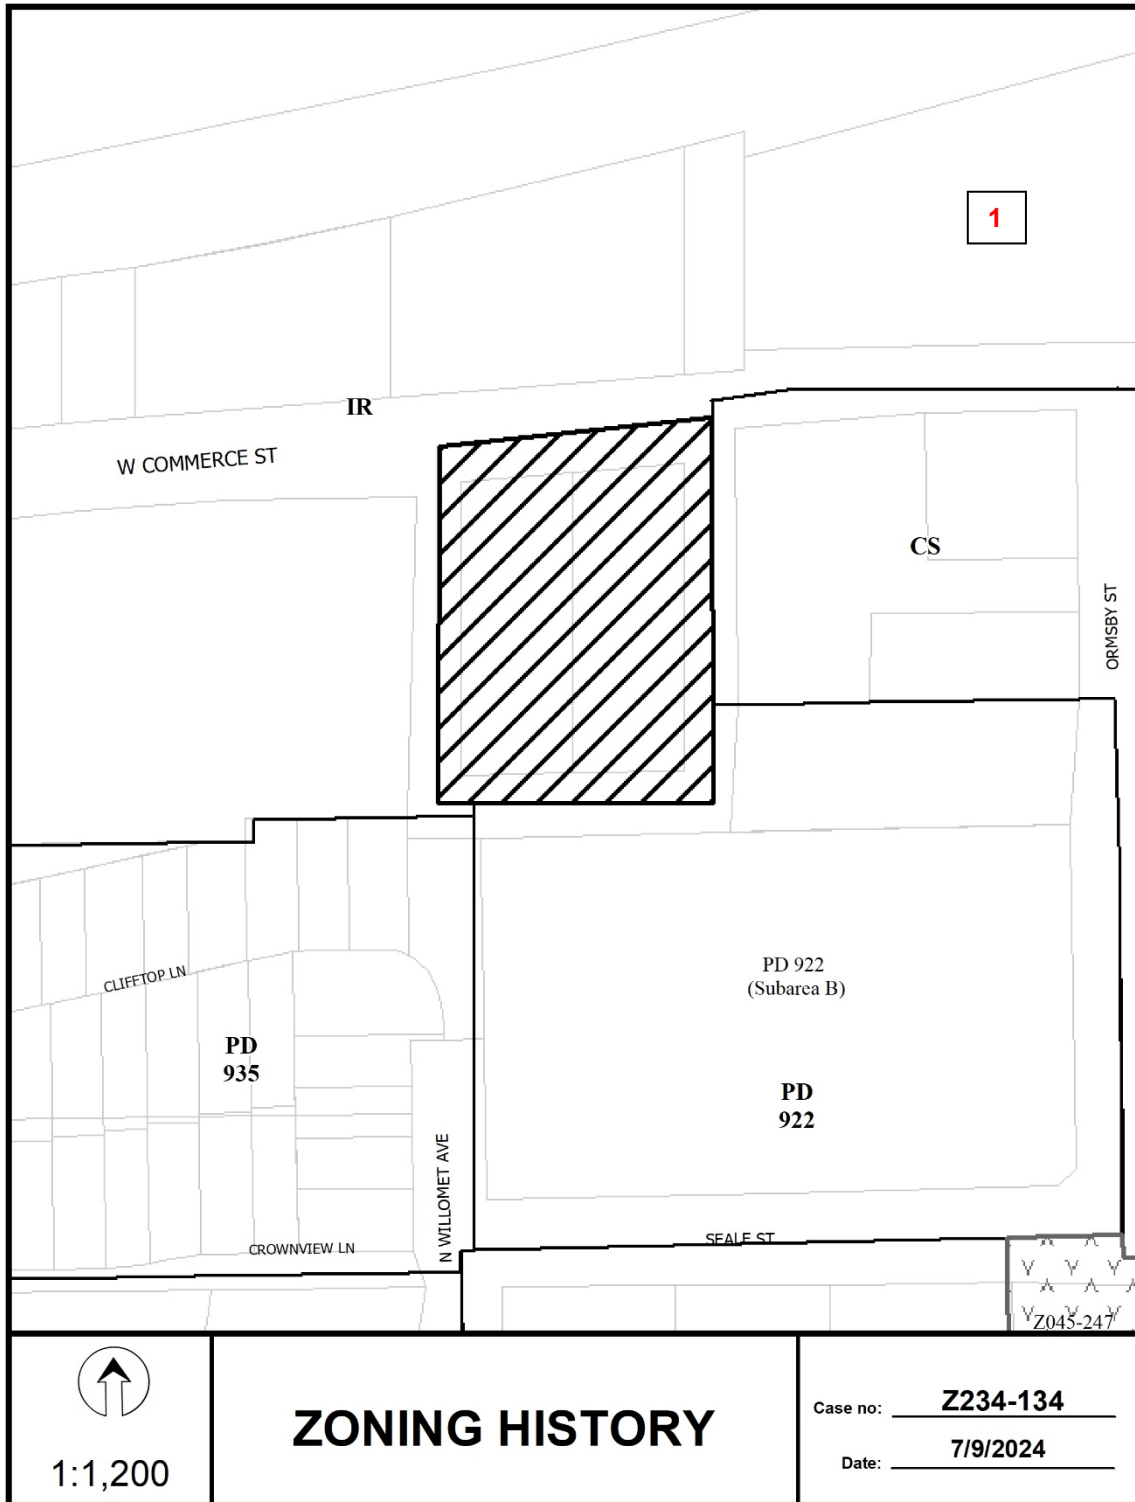 1
IR
W COMMERCE ST
CS
ORMSBY ST
PD 922
(Subarea B)
CLIFFTOP LN
PD
935
PD
922
N WILLOMET AVE
SEALE ST
CROWNVIEW LN
Z045-247
1:1,200
ZONING HISTORY
Case no: Z234-134
Date: 7/9/2024